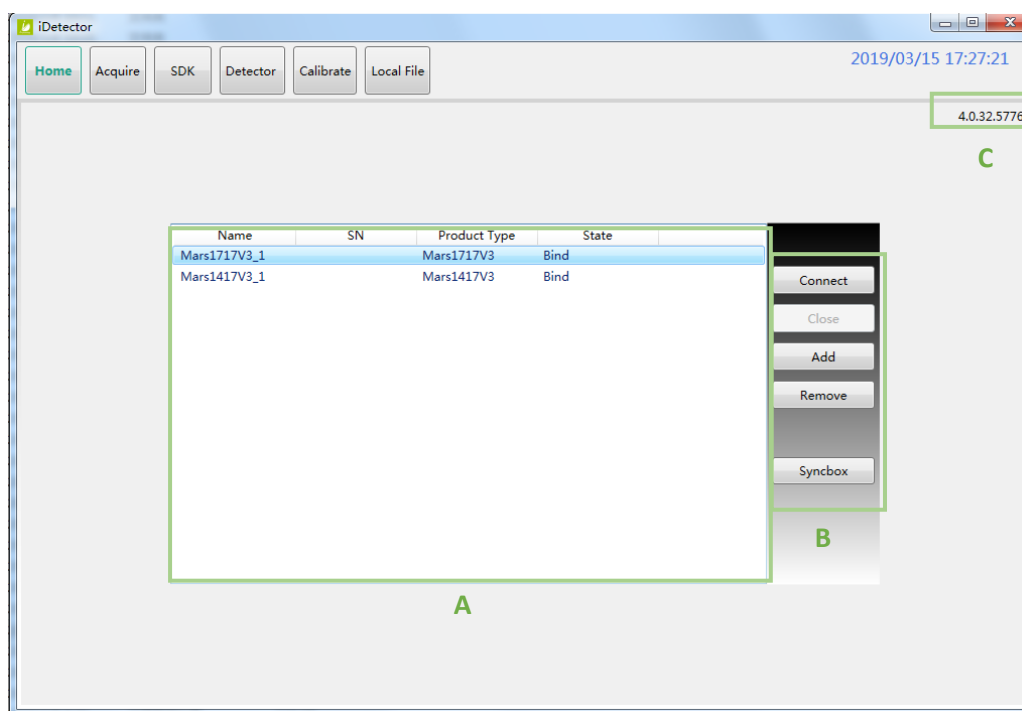 iDetector
Home Acquire SDK Detector Calibrate Local File
2019/03/15 17:27:21
4.0.32.5776
C
Name SN Product Type State
Mars1717V3_1 Mars1717V3 Bind
Mars1417V3_1 Mars1417V3 Bind
Connect
Close
Add
Remove
Syncbox
B
A